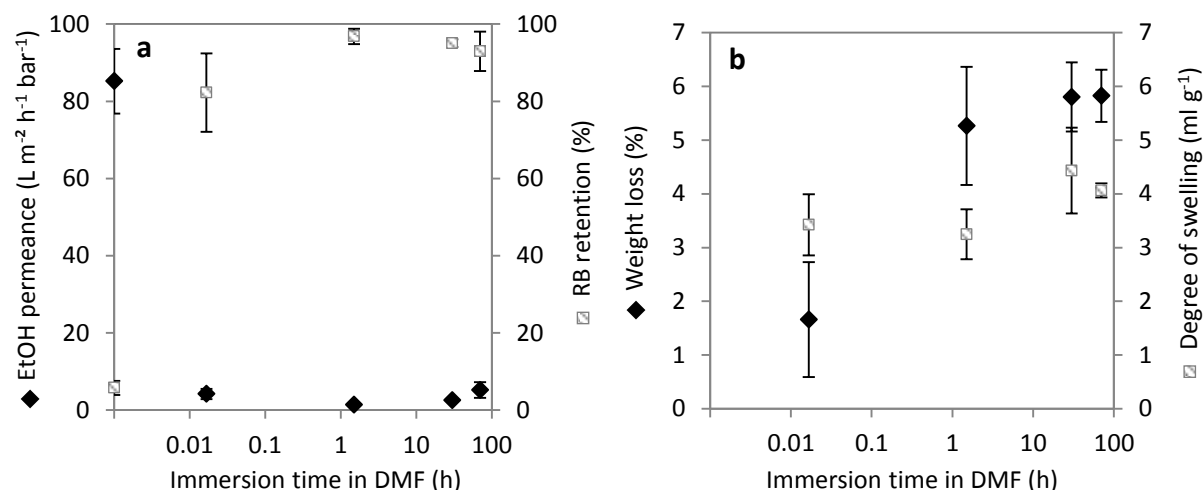 a
100
80
60
40
20
0
100
80
60
40
20
0
EtOH permeance (L m⁻² h⁻¹ bar⁻¹)
RB retention (%)
0.01 0.1 1 10 100
Immersion time in DMF (h)
b
7
6
5
4
3
2
1
0
7
6
5
4
3
2
1
0
Weight loss (%)
Degree of swelling (ml g⁻¹)
0.01 0.1 1 10 100
Immersion time in DMF (h)